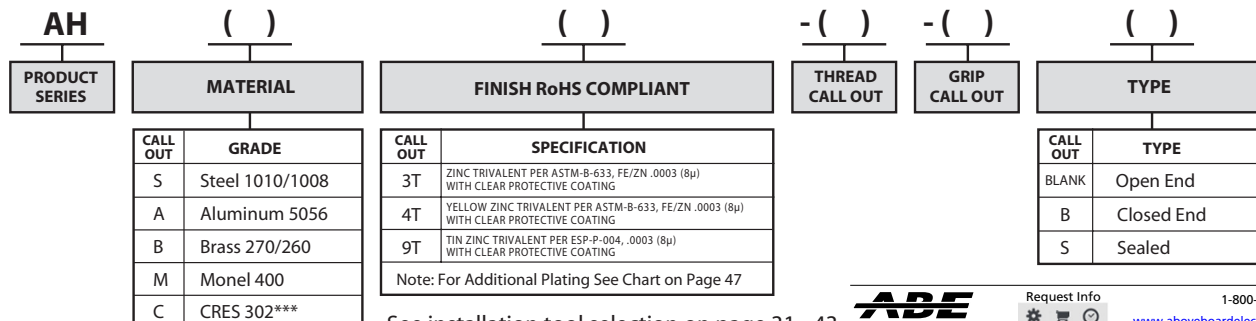 AH ( ) ( ) - ( ) - ( ) ( )
PRODUCT SERIES
MATERIAL
FINISH RoHS COMPLIANT
THREAD CALL OUT
GRIP CALL OUT
TYPE
CALL OUT GRADE
S Steel 1010/1008
A Aluminum 5056
B Brass 270/260
M Monel 400
C CRES 302***
CALL OUT SPECIFICATION
3T ZINC TRIVALENT PER ASTM-B-633, FE/ZN .0003 (8µ)
WITH CLEAR PROTECTIVE COATING
4T YELLOW ZINC TRIVALENT PER ASTM-B-633, FE/ZN .0003 (8µ)
WITH CLEAR PROTECTIVE COATING
9T TIN ZINC TRIVALENT PER ESP-P-004, .0003 (8µ)
WITH CLEAR PROTECTIVE COATING
Note: For Additional Plating See Chart on Page 47
CALL OUT TYPE
BLANK Open End
B Closed End
S Sealed
ABE
Request Info
1-800-